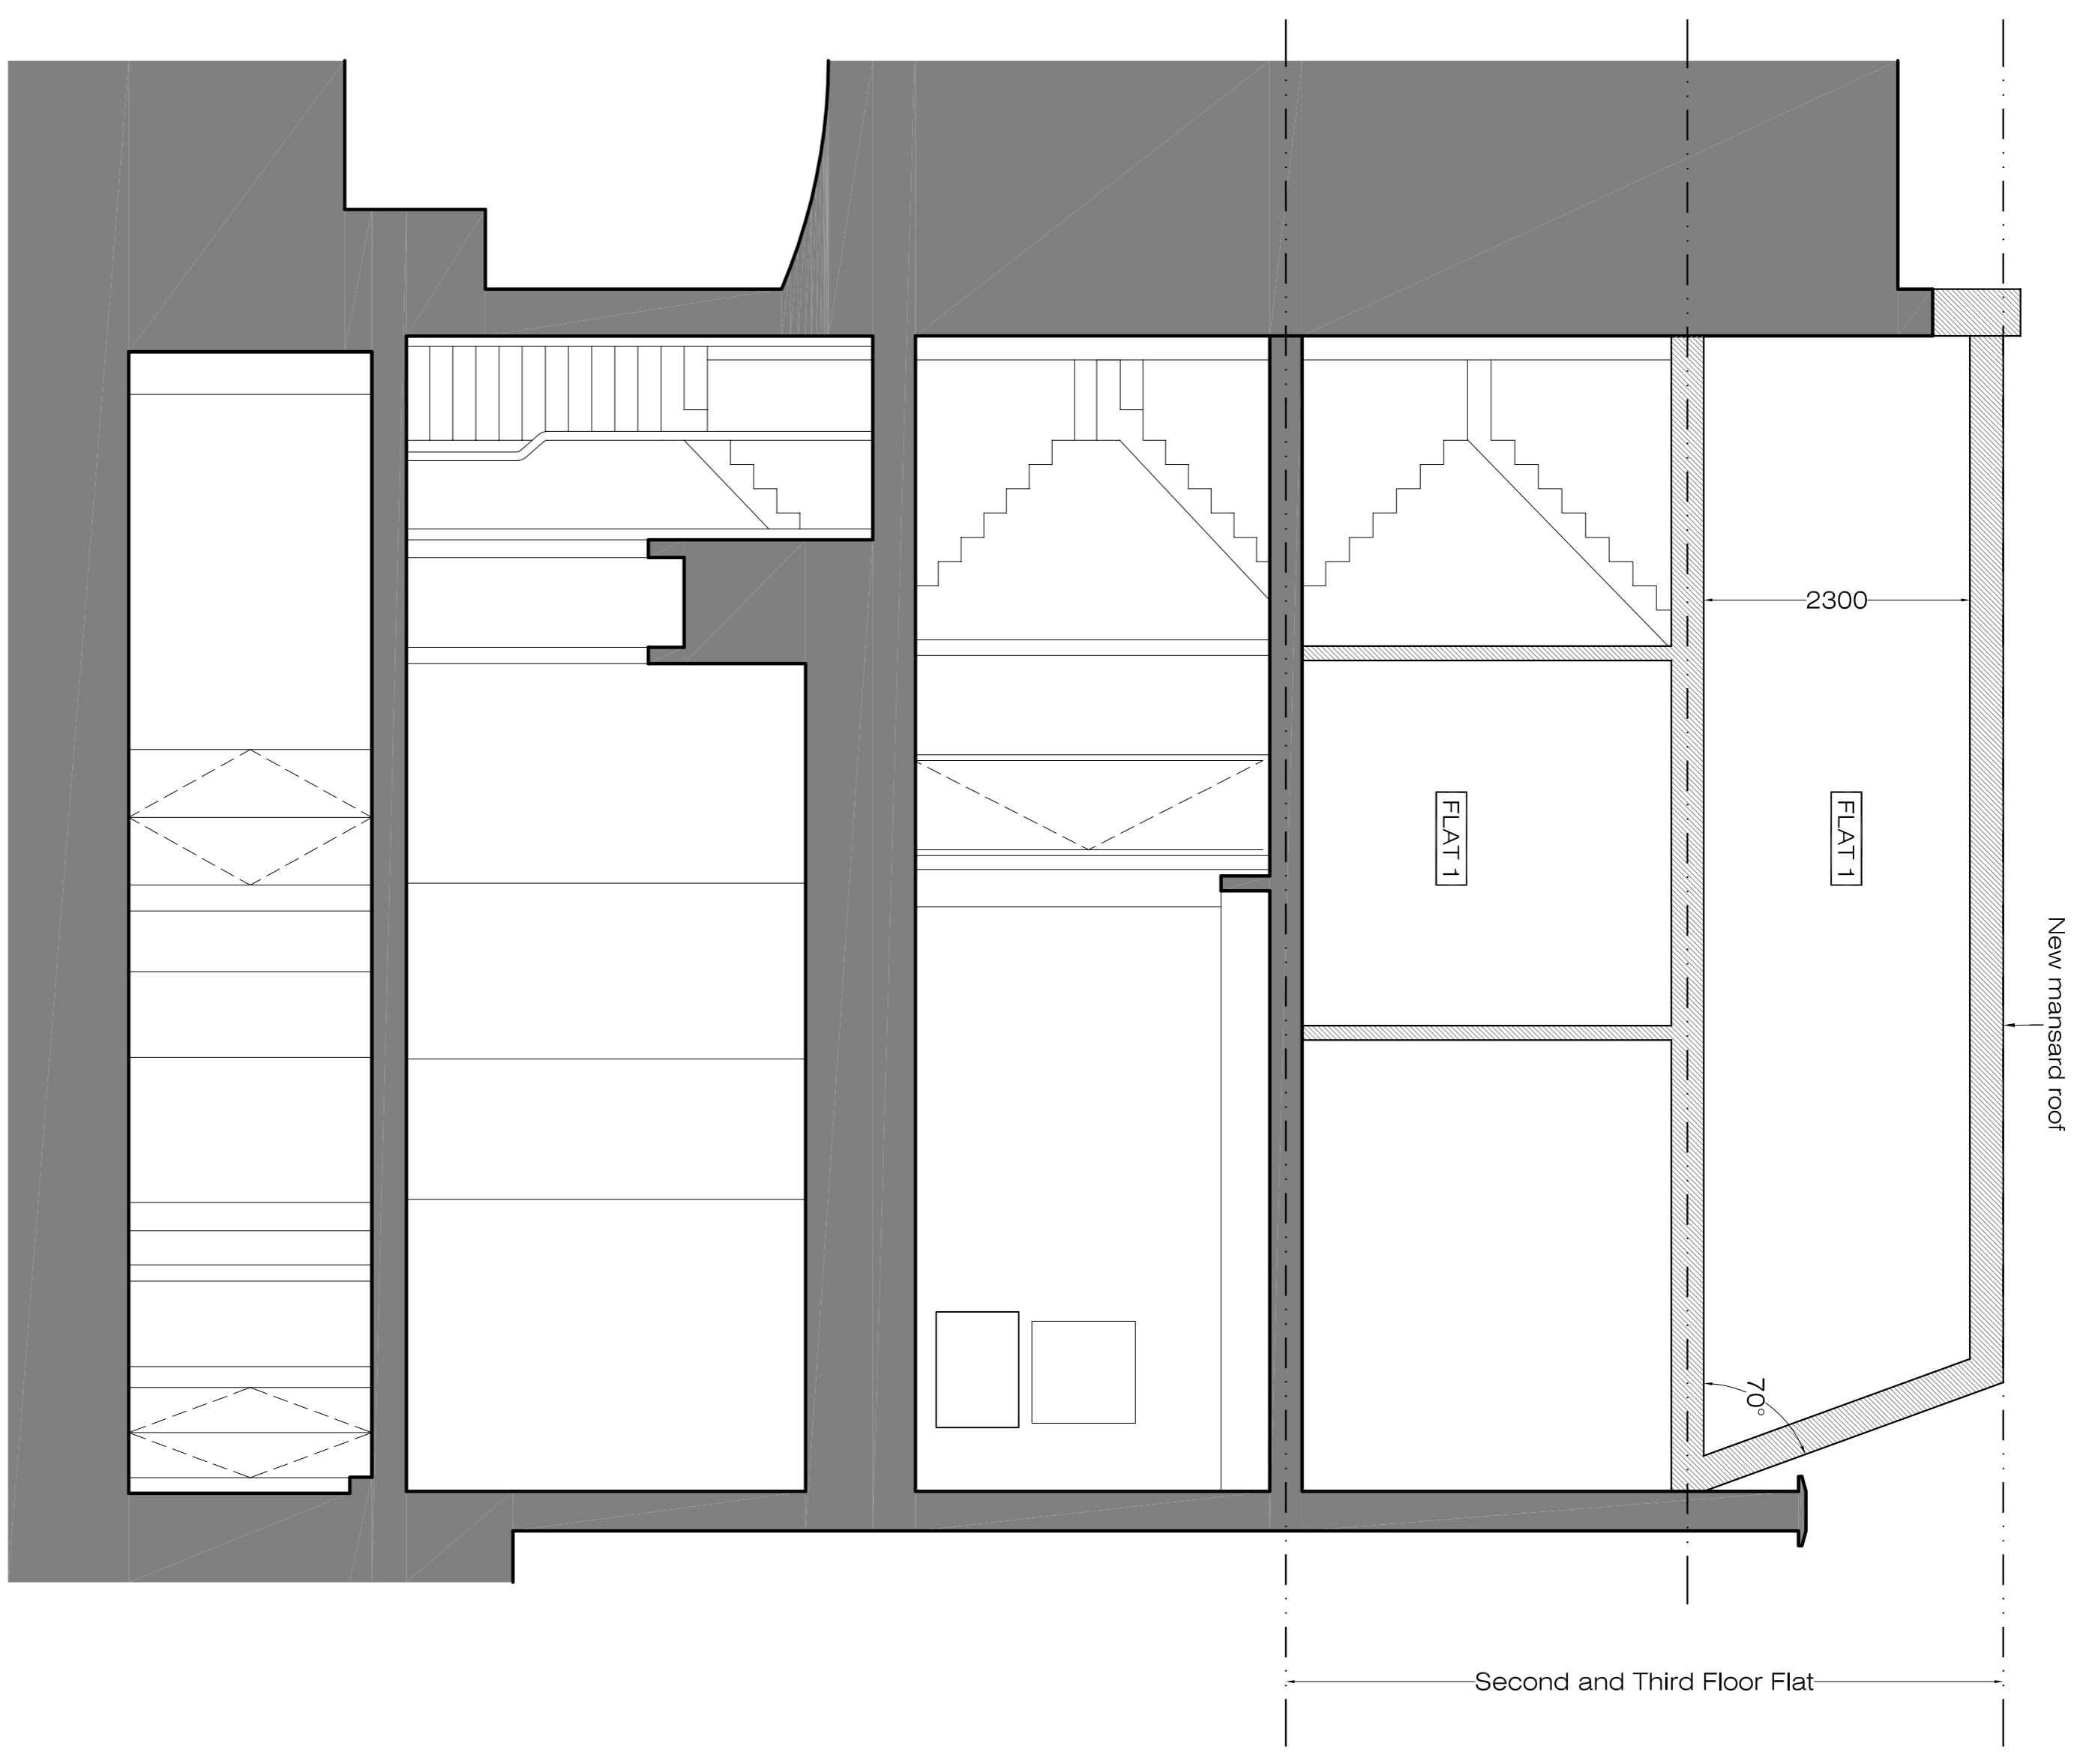 New mansard roof
FLAT 1
FLAT 1
2300
70°
Second and Third Floor Flat